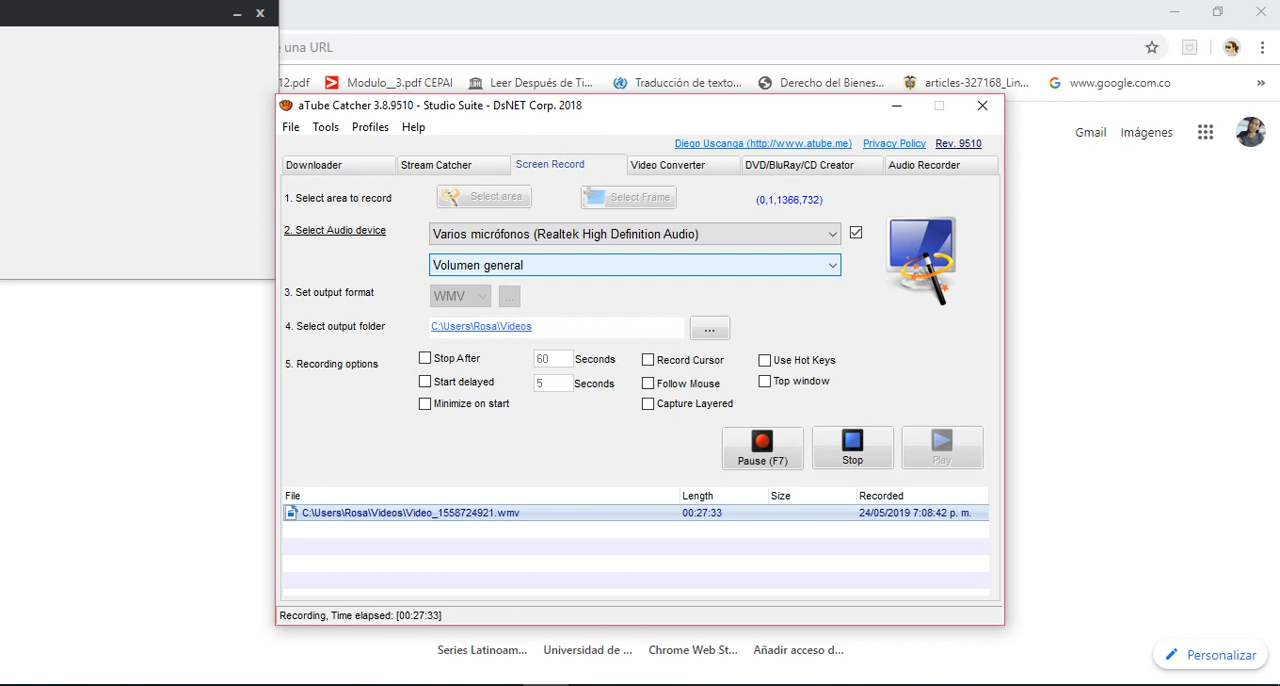 una URL
12.pdf Modulo__3.pdf CEPAI Leer Después de Ti... Traducción de texto... Derecho del Bienes... articles-327168_Lin... www.google.com.co »
aTube Catcher 3.8.9510 - Studio Suite - DsNET Corp. 2018
File Tools Profiles Help
Gmail Imágenes
Diego Uscanga (http://www.atube.me) Privacy Policy Rev. 9510
Downloader Stream Catcher Screen Record Video Converter DVD/BluRay/CD Creator Audio Recorder
1. Select area to record Select area Select Frame (0,1,1366,732)
2. Select Audio device Varios micrófonos (Realtek High Definition Audio)
Volumen general
3. Set output format WMV ...
4. Select output folder C:\Users\Rosa\Videos ...
5. Recording options
Stop After 60 Seconds Record Cursor Use Hot Keys
Start delayed 5 Seconds Follow Mouse Top window
Minimize on start Capture Layered
Pause (F7) Stop Play
File Length Size Recorded
C:\Users\Rosa\Videos\Video_1558724921.wmv 00:27:33 24/05/2019 7:08:42 p. m.
Recording, Time elapsed: [00:27:33]
Series Latinoam... Universidad de ... Chrome Web St... Añadir acceso d...
Personalizar